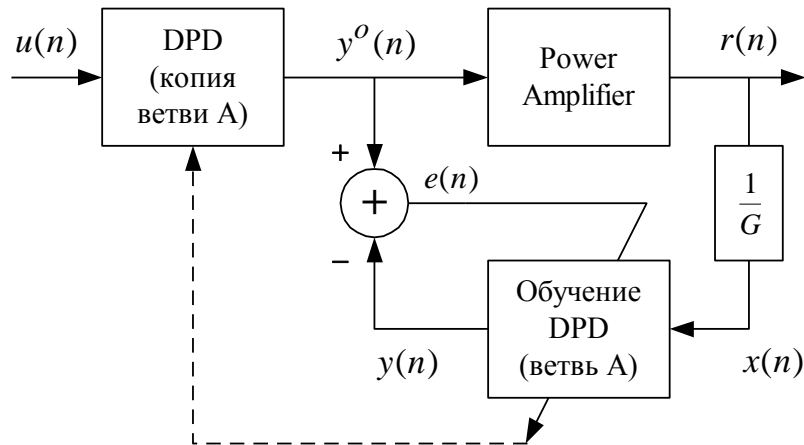 u(n)
DPD
(копия
ветви А)
y^o(n)
Power
Amplifier
r(n)
+
+
e(n)
1
G
−
Обучение
DPD
(ветвь А)
y(n)
x(n)